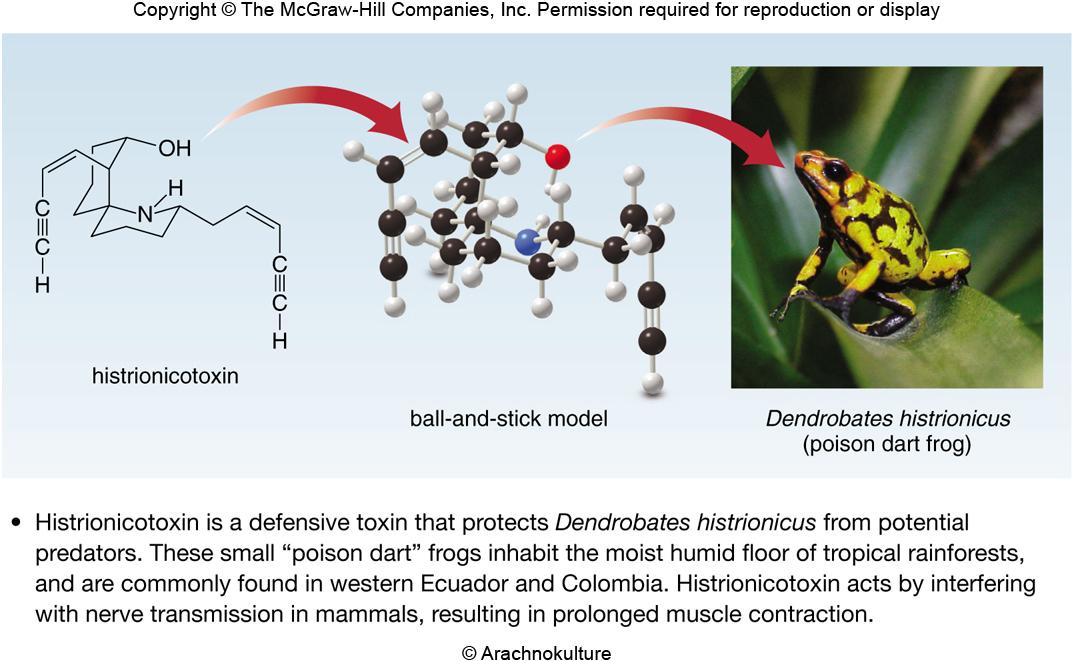 Copyright © The McGraw-Hill Companies, Inc. Permission required for reproduction or display
OH
H
N
C
C
H
C
C
H
histrionicotoxin
ball-and-stick model
Dendrobates histrionicus
(poison dart frog)
• Histrionicotoxin is a defensive toxin that protects Dendrobates histrionicus from potential
predators. These small “poison dart” frogs inhabit the moist humid floor of tropical rainforests,
and are commonly found in western Ecuador and Colombia. Histrionicotoxin acts by interfering
with nerve transmission in mammals, resulting in prolonged muscle contraction.
© Arachnokulture